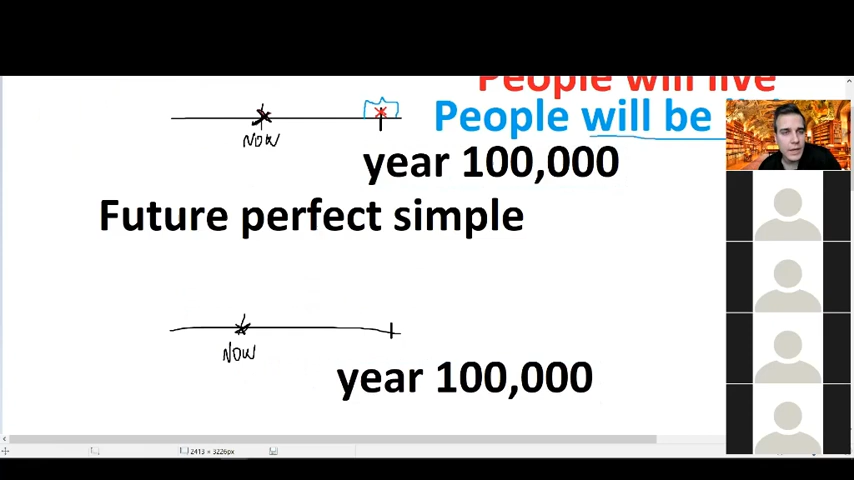 People will live
People will be
NOW
year 100,000
Future perfect simple
NOW
year 100,000
2413 × 3226px